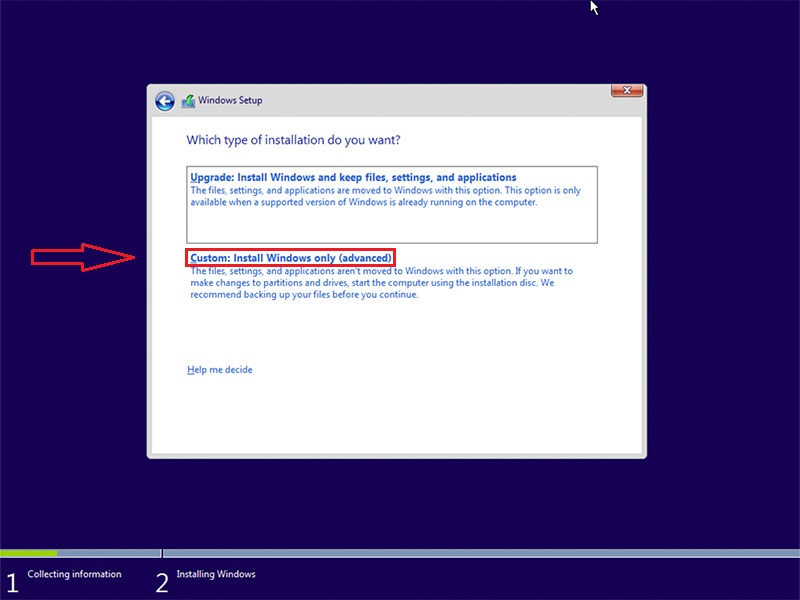 Windows Setup
Which type of installation do you want?
Upgrade: Install Windows and keep files, settings, and applications
The files, settings, and applications are moved to Windows with this option. This option is only
available when a supported version of Windows is already running on the computer.
Custom: Install Windows only (advanced)
The files, settings, and applications aren't moved to Windows with this option. If you want to
make changes to partitions and drives, start the computer using the installation disc. We
recommend backing up your files before you continue.
Help me decide
1 Collecting information
2 Installing Windows